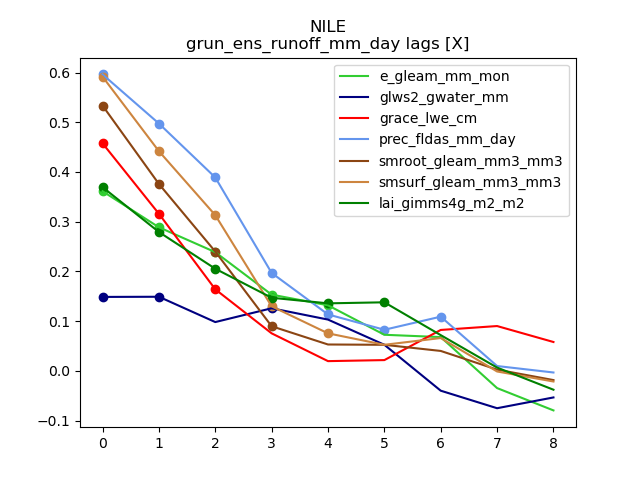 NILE
grun_ens_runoff_mm_day lags [X]
e_gleam_mm_mon
glws2_gwater_mm
grace_lwe_cm
prec_fldas_mm_day
smroot_gleam_mm3_mm3
smsurf_gleam_mm3_mm3
lai_gimms4g_m2_m2
0.6
0.5
0.4
0.3
0.2
0.1
0.0
−0.1
0 1 2 3 4 5 6 7 8